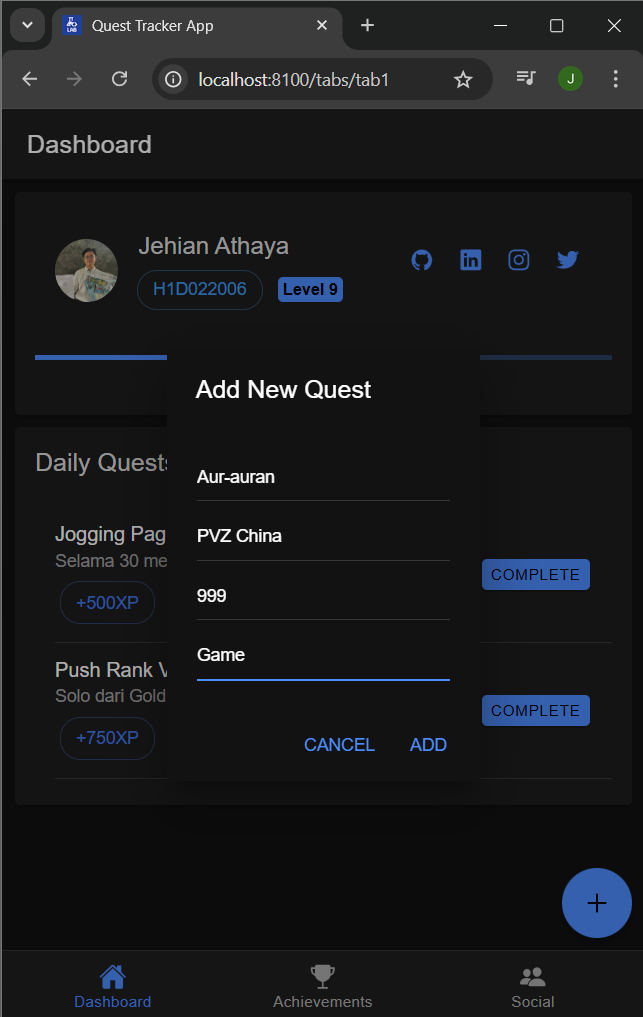 Quest Tracker App
localhost:8100/tabs/tab1
J
Dashboard
Jehian Athaya
H1D022006 Level 9
Add New Quest
Aur-auran
PVZ China
999
Game
CANCEL ADD
Daily Quests
Jogging Pag
Selama 30 me
+500XP
COMPLETE
Push Rank V
Solo dari Gold
+750XP
COMPLETE
Dashboard Achievements Social